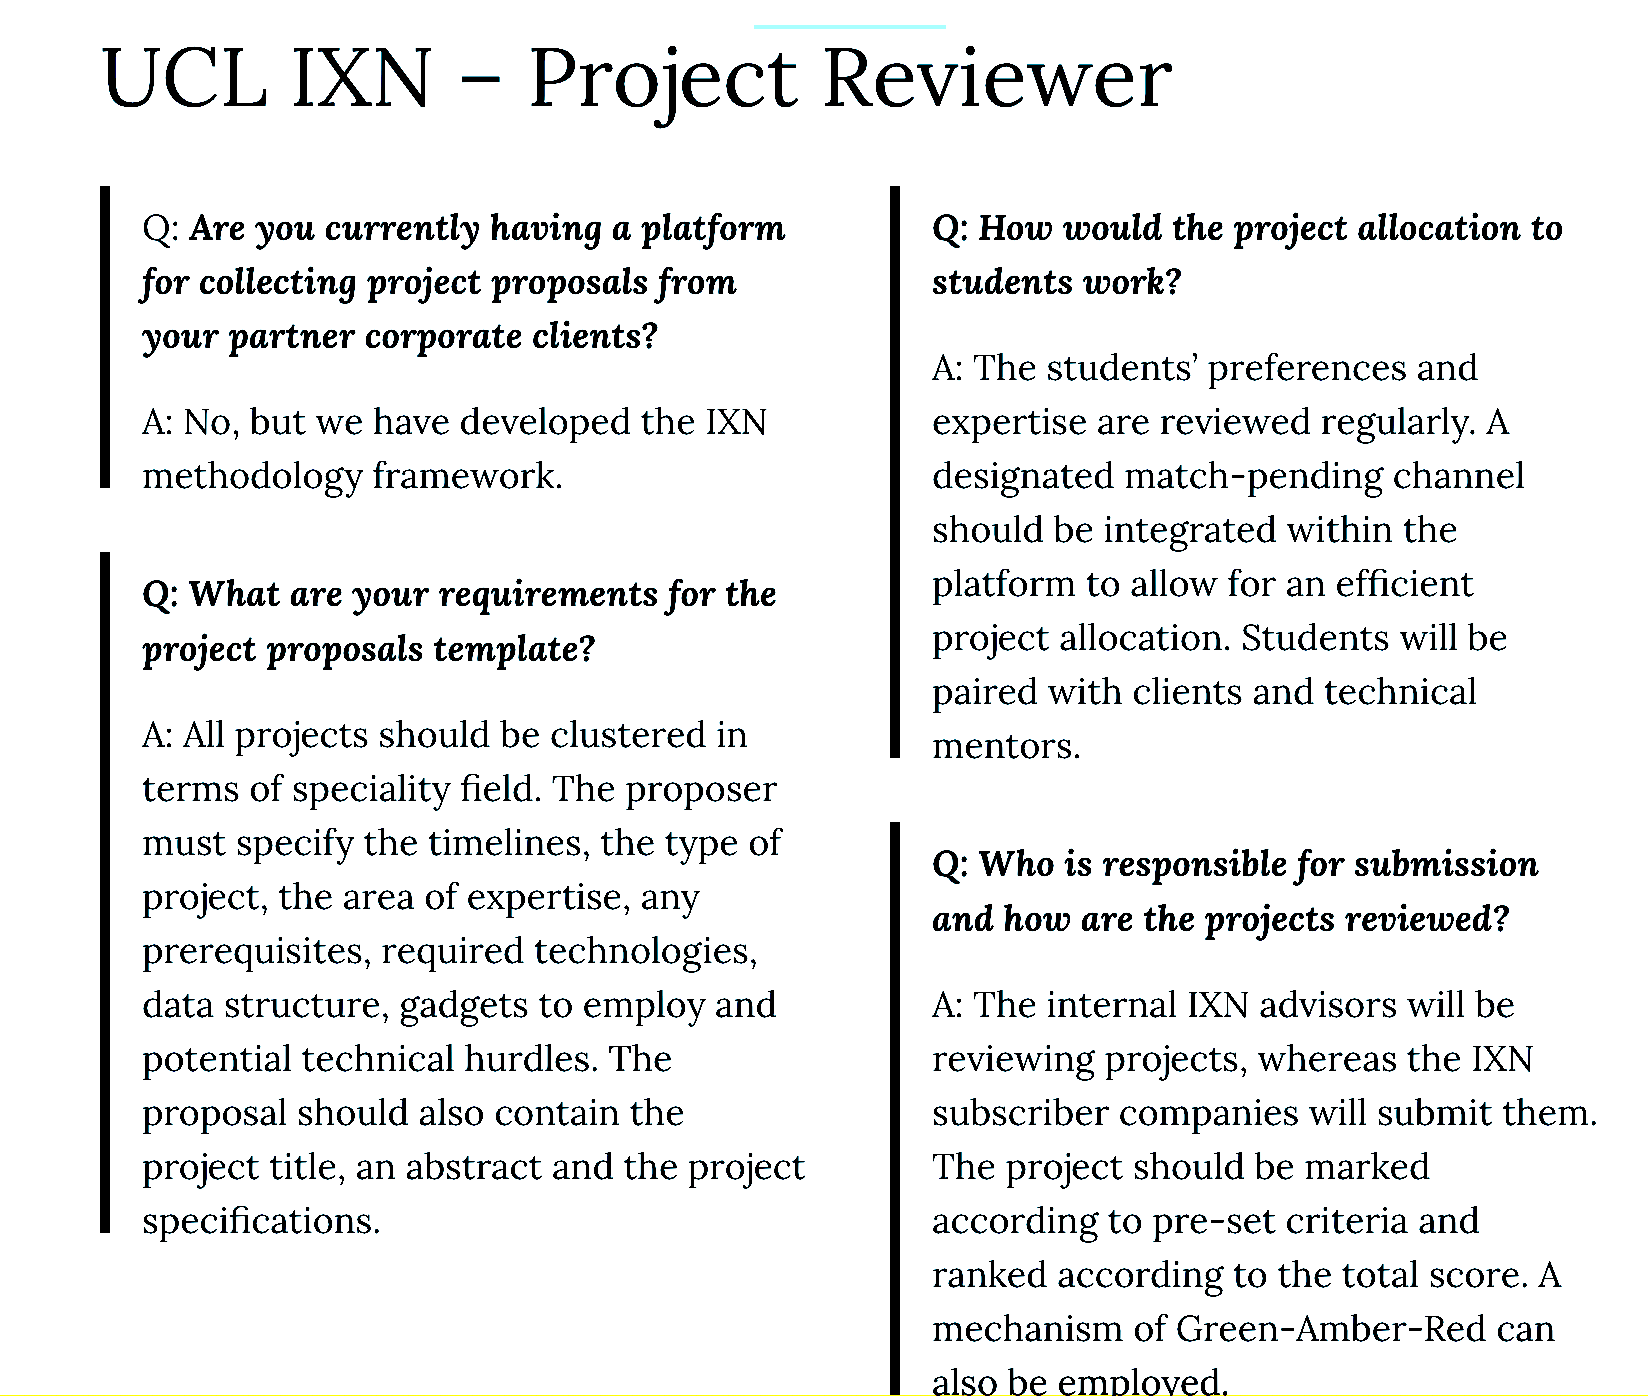 UCL IXN – Project Reviewer
Q: Are you currently having a platform
for collecting project proposals from
your partner corporate clients?
A: No, but we have developed the IXN
methodology framework.
Q: What are your requirements for the
project proposals template?
A: All projects should be clustered in
terms of speciality field. The proposer
must specify the timelines, the type of
project, the area of expertise, any
prerequisites, required technologies,
data structure, gadgets to employ and
potential technical hurdles. The
proposal should also contain the
project title, an abstract and the project
specifications.
Q: How would the project allocation to
students work?
A: The students’ preferences and
expertise are reviewed regularly. A
designated match-pending channel
should be integrated within the
platform to allow for an efficient
project allocation. Students will be
paired with clients and technical
mentors.
Q: Who is responsible for submission
and how are the projects reviewed?
A: The internal IXN advisors will be
reviewing projects, whereas the IXN
subscriber companies will submit them.
The project should be marked
according to pre-set criteria and
ranked according to the total score. A
mechanism of Green-Amber-Red can
also be employed.